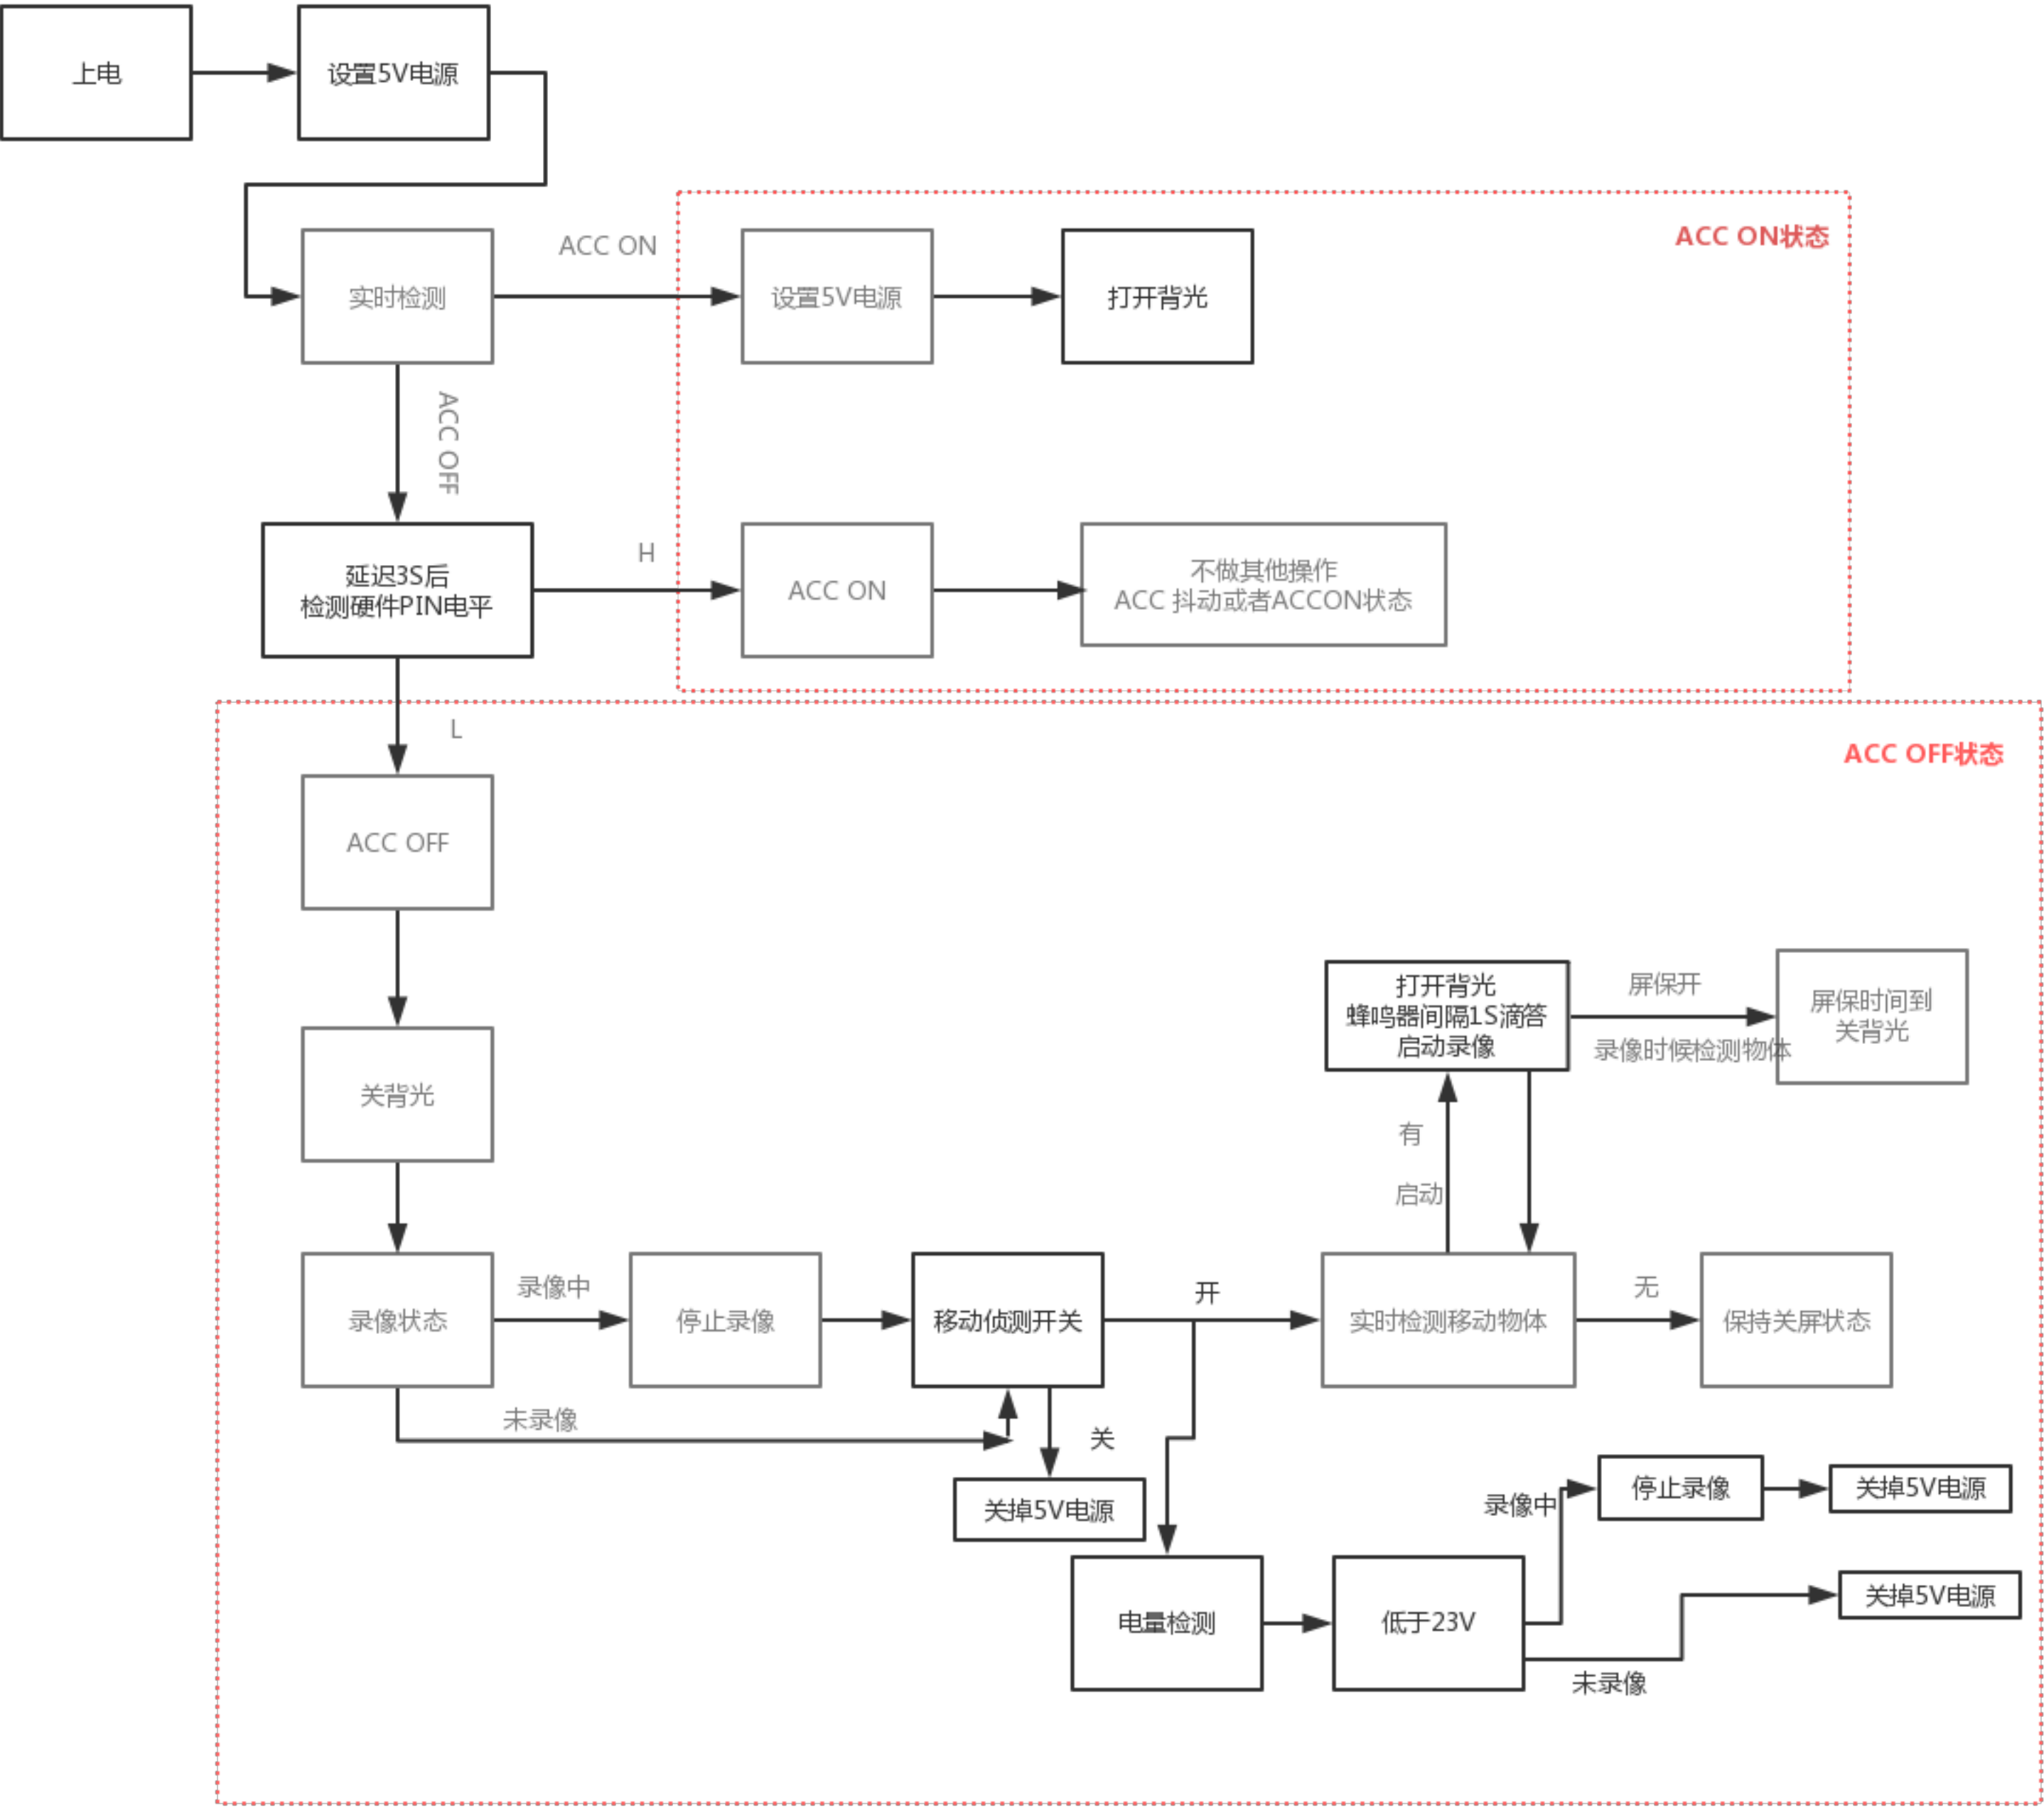 上电
设置5V电源
ACC ON状态
实时检测
ACC ON
设置5V电源
打开背光
ACC OFF
延迟3S后
检测硬件PIN电平
H
ACC ON
不做其他操作
ACC 抖动或者ACCON状态
L
ACC OFF状态
ACC OFF
关背光
打开背光
蜂鸣器间隔1S滴答
启动录像
屏保开
录像时候检测物体
屏保时间到
关背光
有
启动
录像状态
录像中
停止录像
移动侦测开关
开
实时检测移动物体
无
保持关屏状态
未录像
关
关掉5V电源
电量检测
低于23V
录像中
停止录像
关掉5V电源
未录像
关掉5V电源